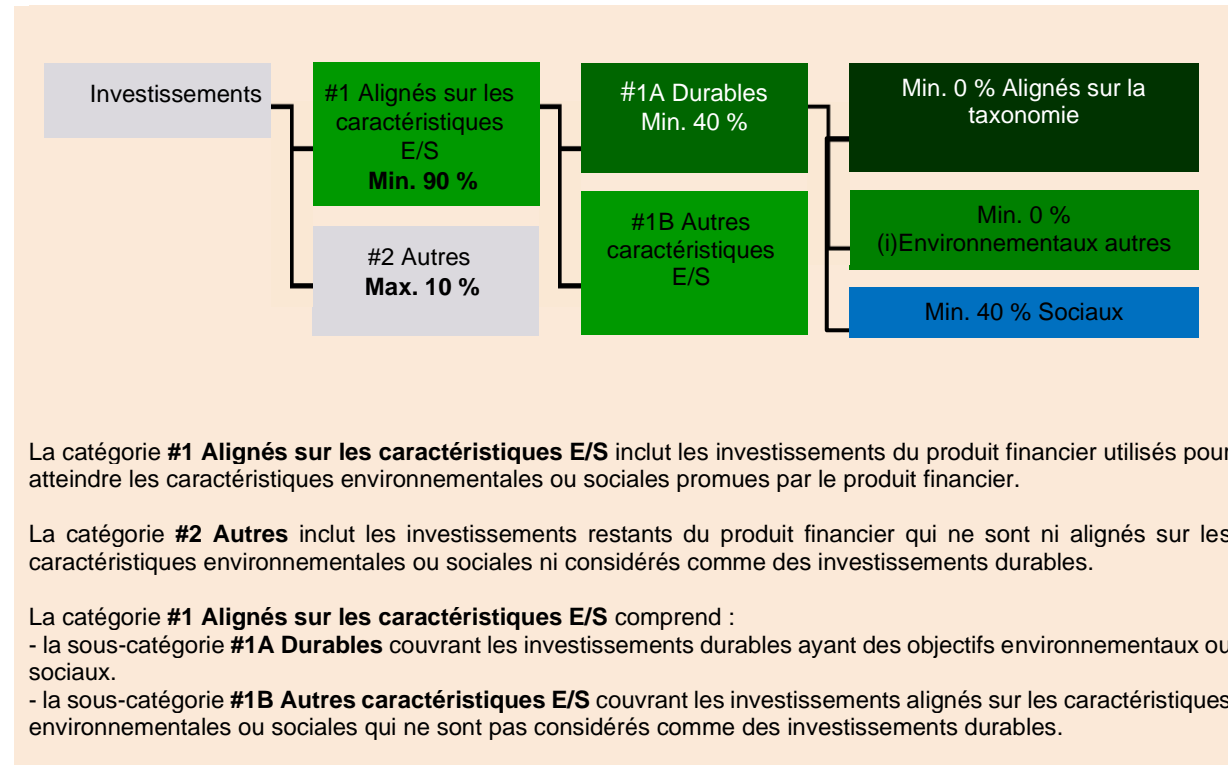 Investissements
#1 Alignés sur les
caractéristiques
E/S
Min. 90 %
#2 Autres
Max. 10 %
#1A Durables
Min. 40 %
#1B Autres
caractéristiques
E/S
Min. 0 % Alignés sur la
taxonomie
Min. 0 %
(i)Environnementaux autres
Min. 40 % Sociaux
La catégorie #1 Alignés sur les caractéristiques E/S inclut les investissements du produit financier utilisés pour
atteindre les caractéristiques environnementales ou sociales promues par le produit financier.
La catégorie #2 Autres inclut les investissements restants du produit financier qui ne sont ni alignés sur les
caractéristiques environnementales ou sociales ni considérés comme des investissements durables.
La catégorie #1 Alignés sur les caractéristiques E/S comprend :
- la sous-catégorie #1A Durables couvrant les investissements durables ayant des objectifs environnementaux ou
sociaux.
- la sous-catégorie #1B Autres caractéristiques E/S couvrant les investissements alignés sur les caractéristiques
environnementales ou sociales qui ne sont pas considérés comme des investissements durables.